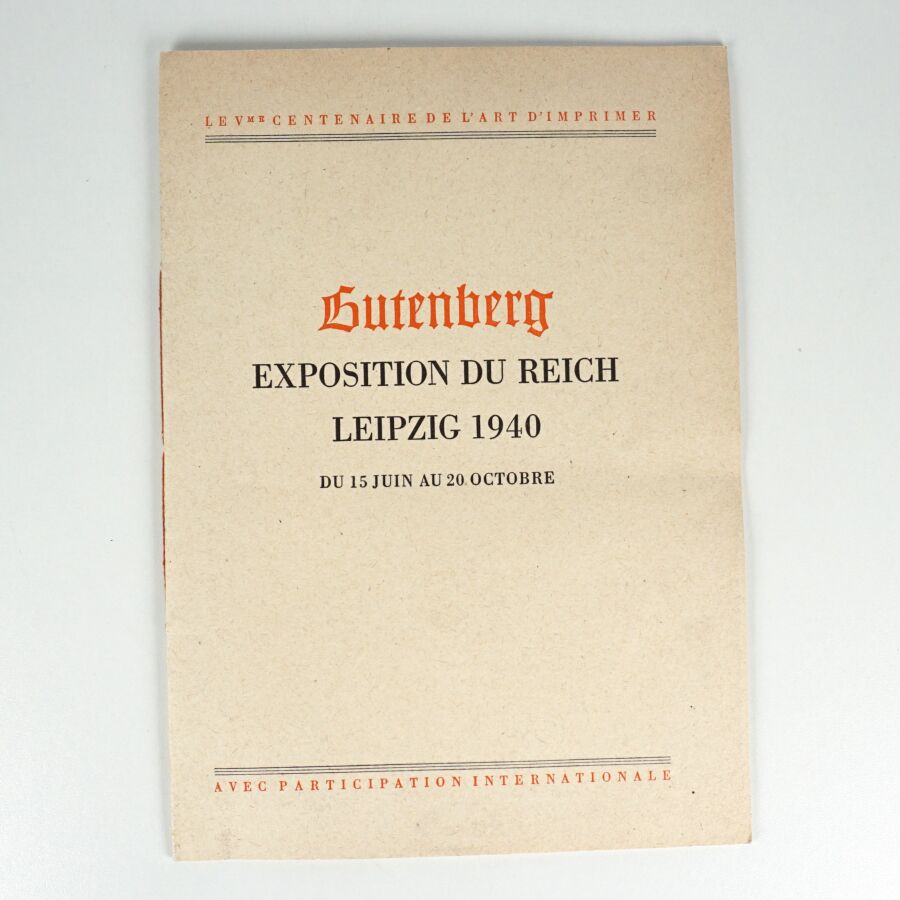 LE Vᴹᴱ CENTENAIRE DE L'ART D'IMPRIMER
Gutenberg
EXPOSITION DU REICH
LEIPZIG 1940
DU 15 JUIN AU 20 OCTOBRE
AVEC PARTICIPATION INTERNATIONALE